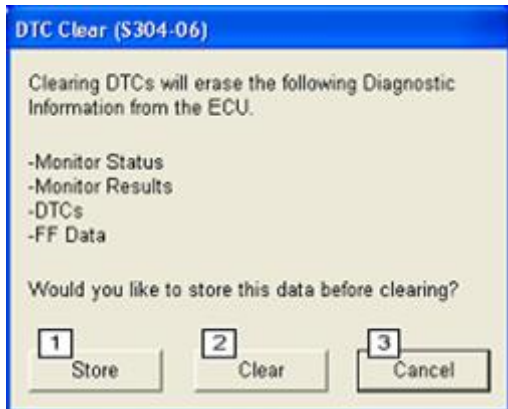 DTC Clear (S304-06)
Clearing DTCs will erase the following Diagnostic
Information from the ECU.
-Monitor Status
-Monitor Results
-DTCs
-FF Data
Would you like to store this data before clearing?
1 2 3
Store Clear Cancel